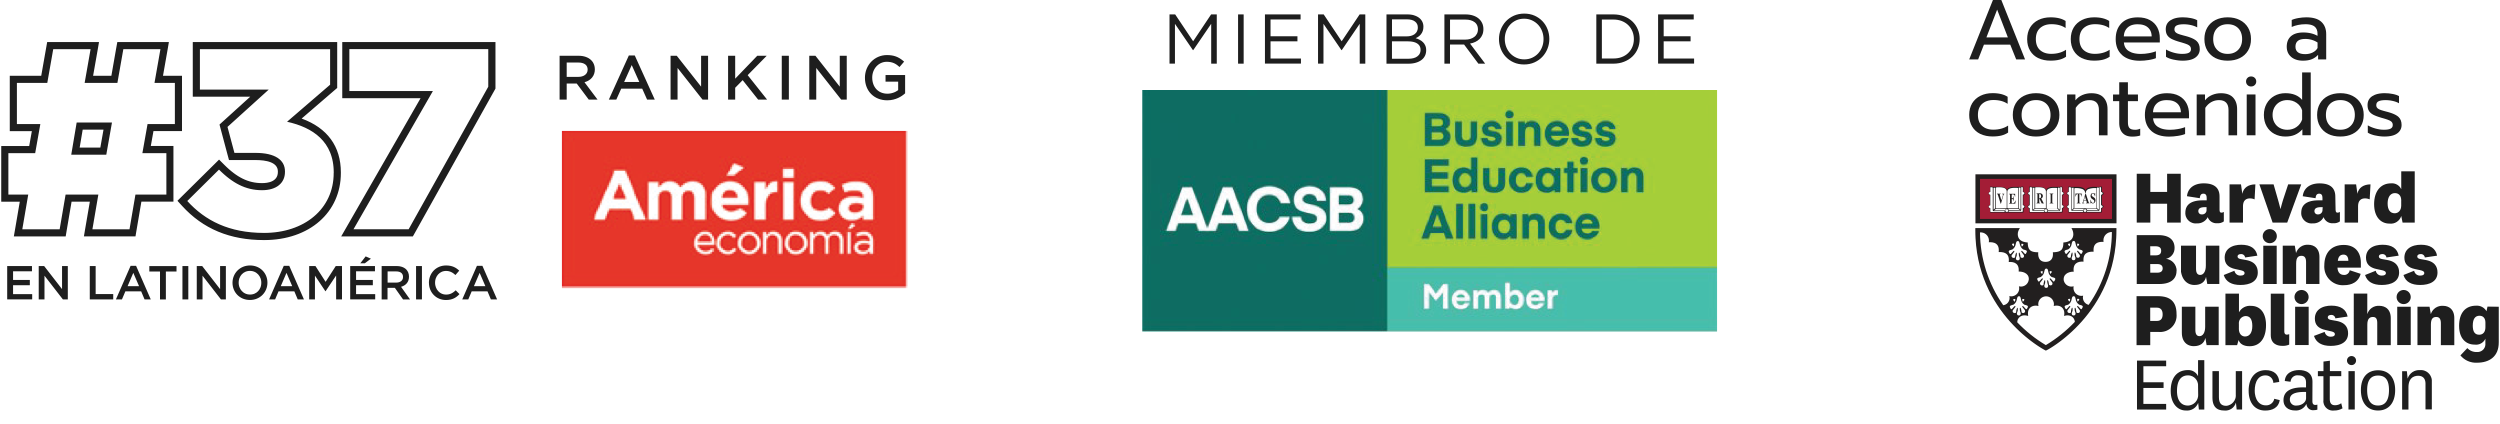 #37
EN LATINOAMÉRICA
RANKING
América
economía
MIEMBRO DE
AACSB
Business
Education
Alliance
Member
Acceso a
contenidos
VE RI TAS
Harvard
Business
Publishing
Education